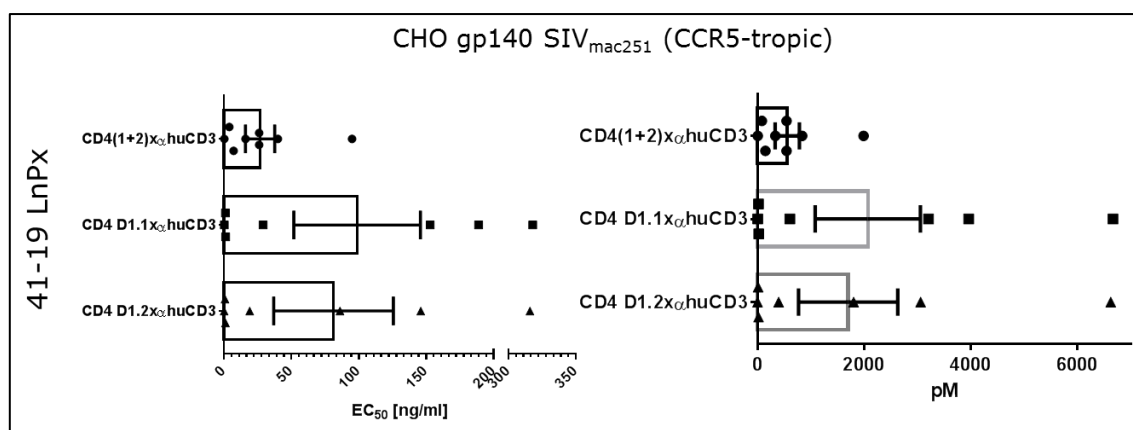 CHO gp140 SIVmac251 (CCR5-tropic)
41-19 LnPx
CD4(1+2)xαhuCD3
CD4 D1.1xαhuCD3
CD4 D1.2xαhuCD3
0 50 100 150 200 300 350
EC50 [ng/ml]
CD4(1+2)xαhuCD3
CD4 D1.1xαhuCD3
CD4 D1.2xαhuCD3
0 2000 4000 6000
pM